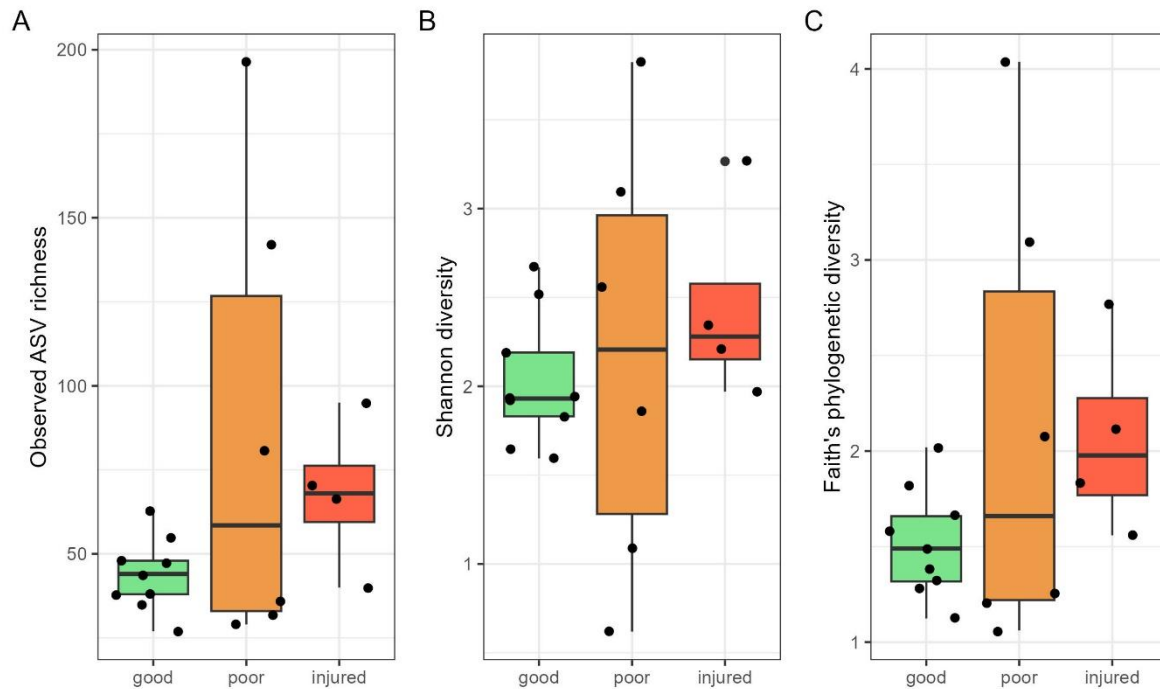 A
Observed ASV richness
200
150
100
50
good poor injured
B
Shannon diversity
3
2
1
good poor injured
C
Faith's phylogenetic diversity
4
3
2
1
good poor injured